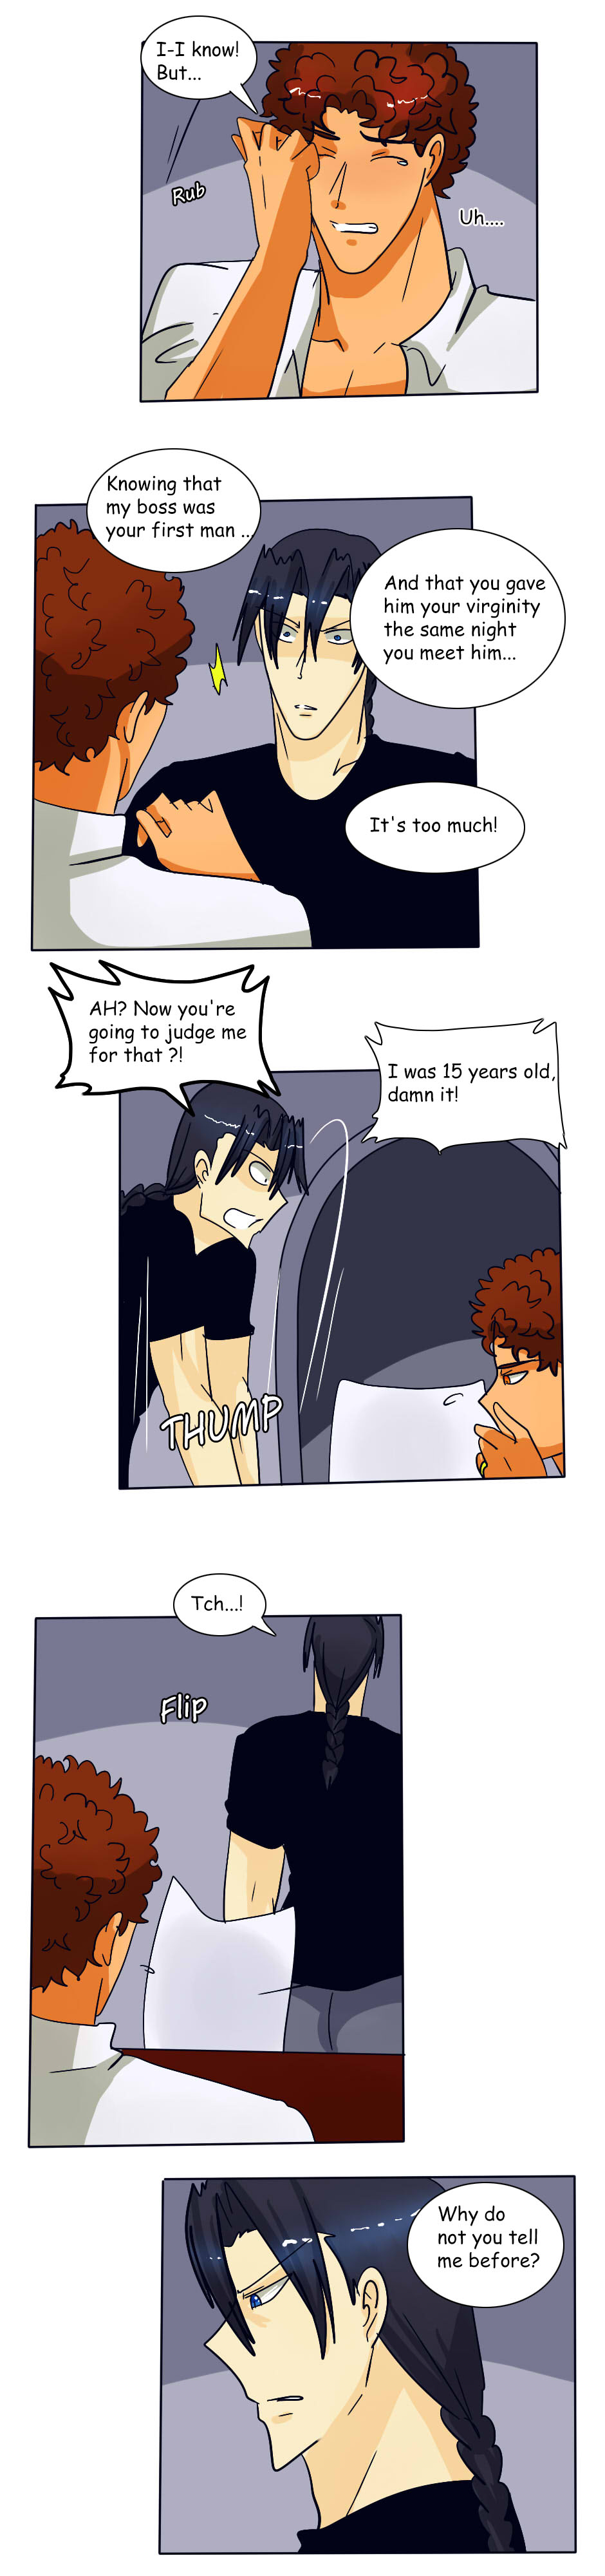 I-I know!
But...
Rub
Uh....
Knowing that
my boss was
your first man ..
And that you gave
him your virginity
the same night
you meet him...
It's too much!
AH? Now you're
going to judge me
for that ?!
I was 15 years old,
damn it!
THUMP
Tch...!
Flip
Why do
not you tell
me before?